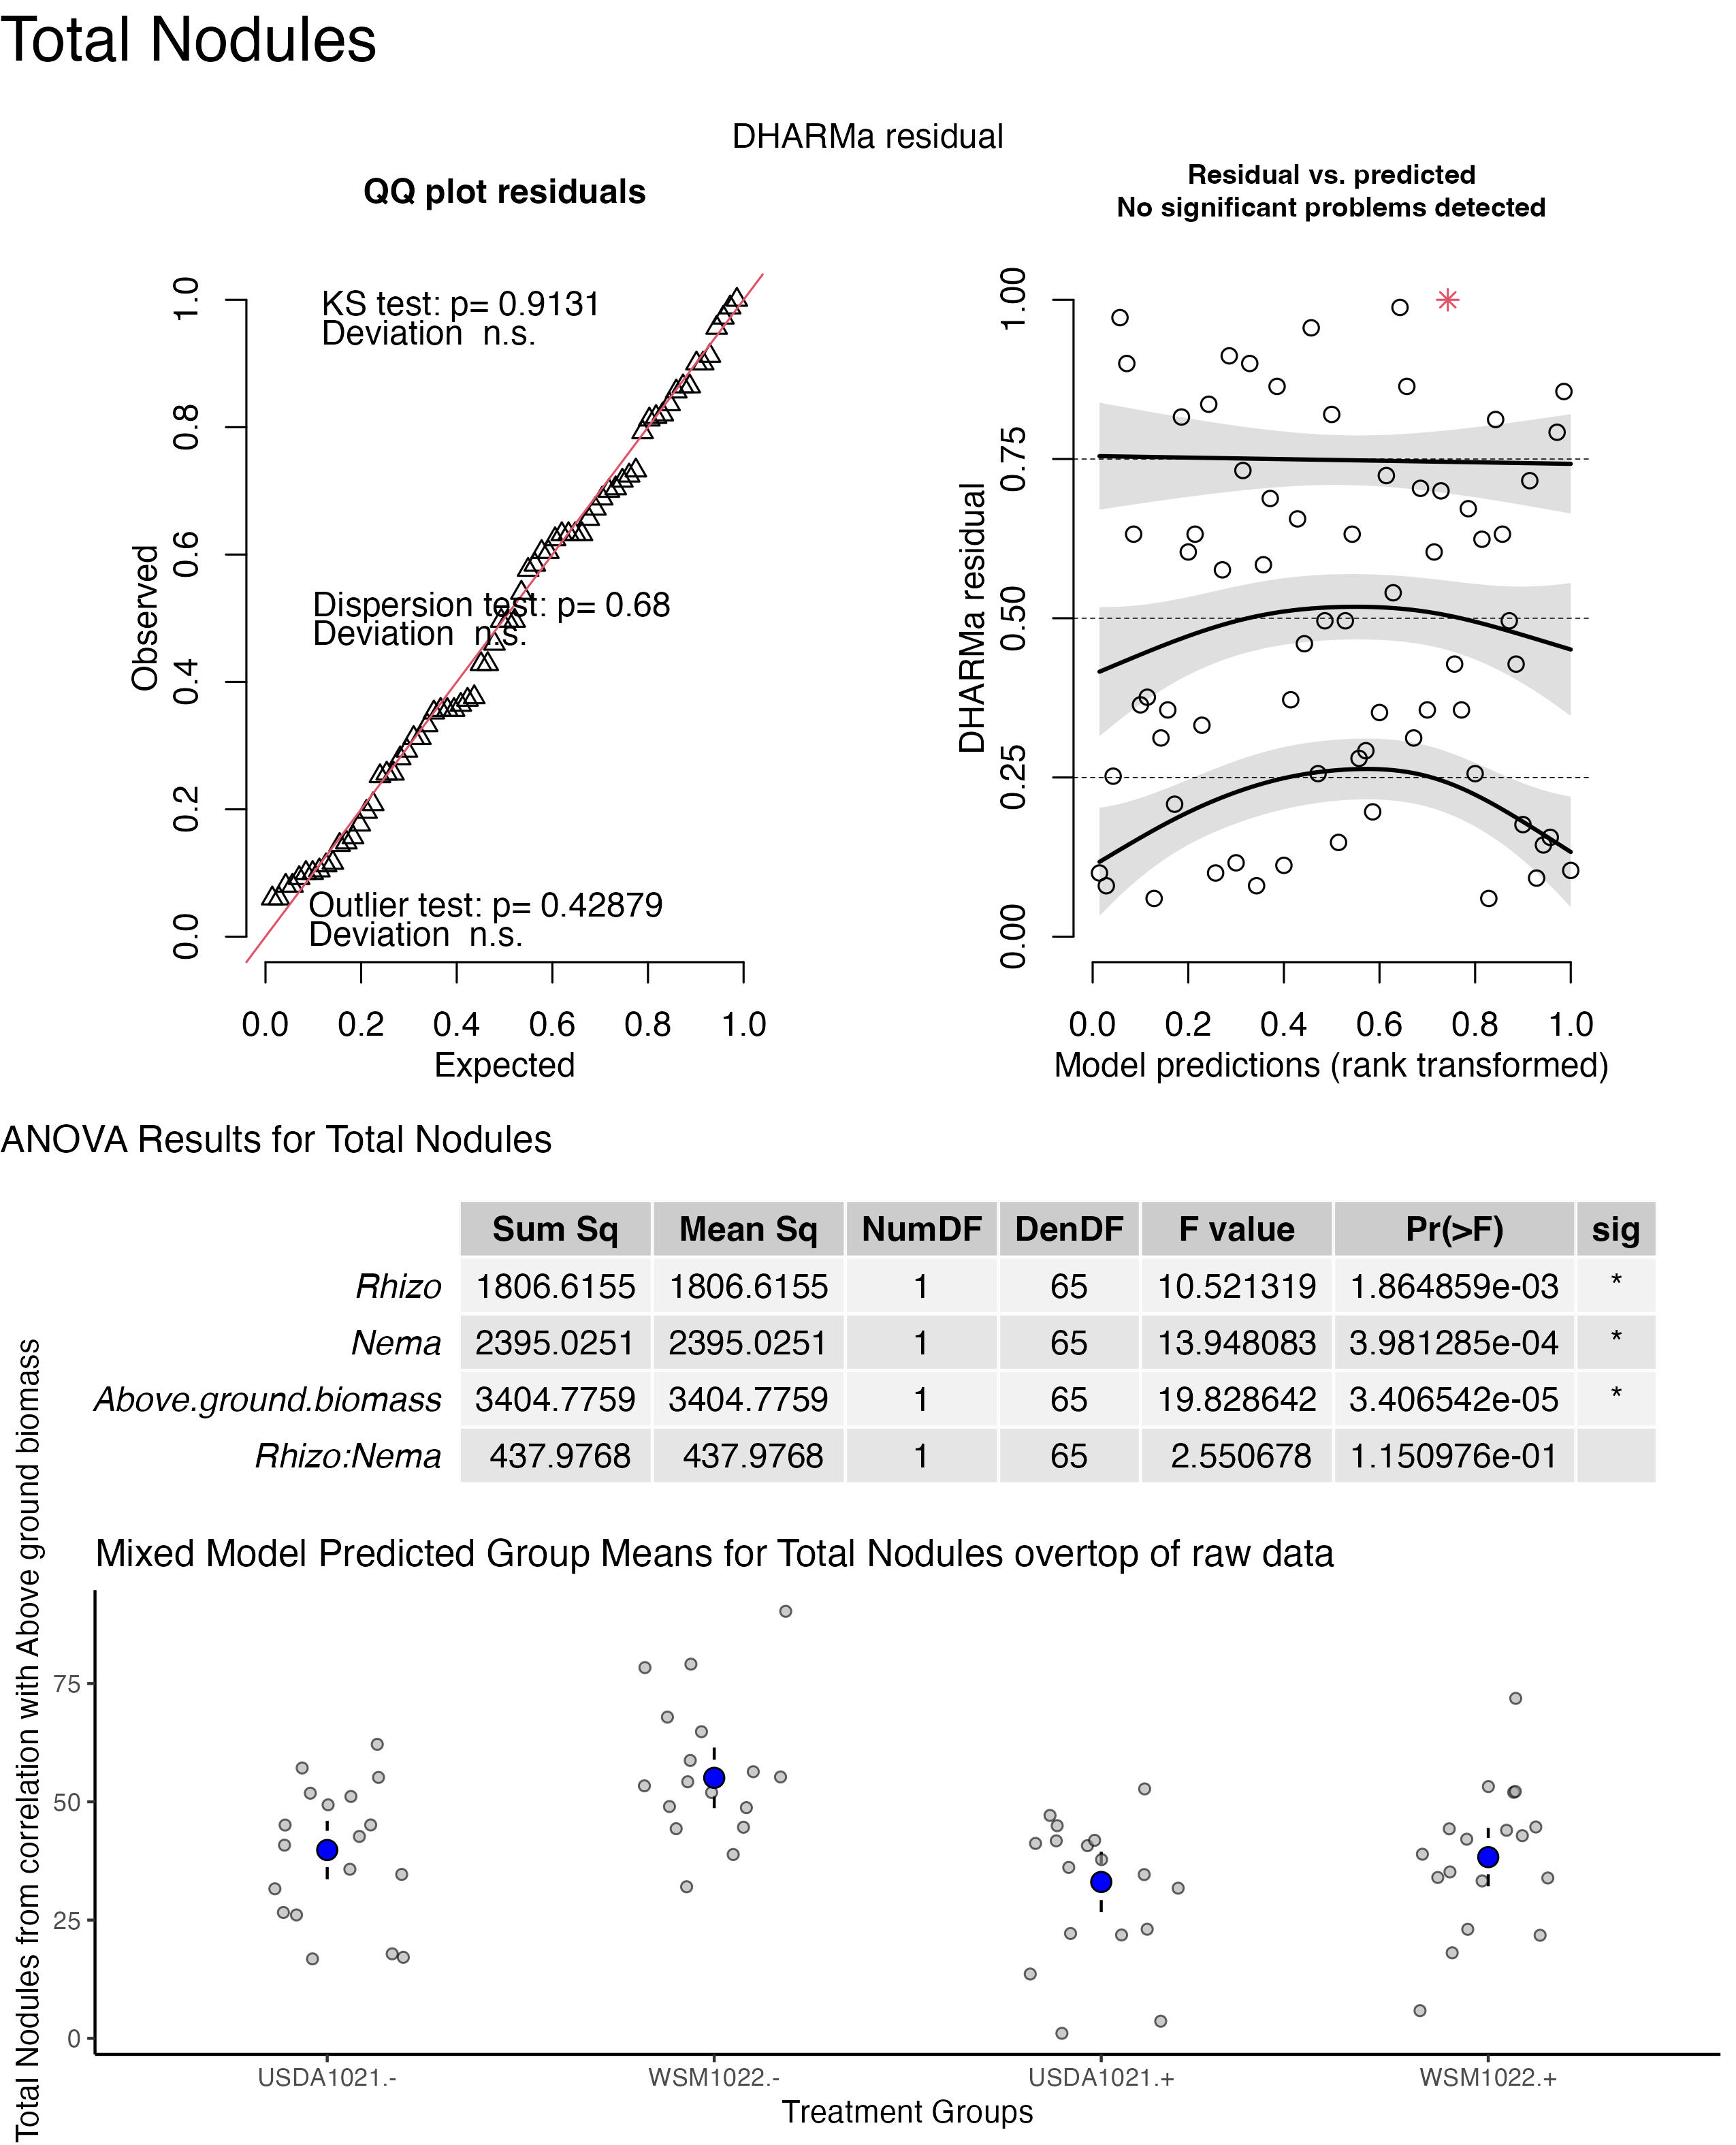 Total Nodules
DHARMa residual
QQ plot residuals
KS test: p= 0.9131
Deviation n.s.
Dispersion test: p= 0.68
Deviation n.s.
Outlier test: p= 0.42879
Deviation n.s.
Observed
0.0 0.2 0.4 0.6 0.8 1.0
0.0 0.2 0.4 0.6 0.8 1.0
Expected
Residual vs. predicted
No significant problems detected
DHARMa residual
0.00 0.25 0.50 0.75 1.00
0.0 0.2 0.4 0.6 0.8 1.0
Model predictions (rank transformed)
ANOVA Results for Total Nodules
Sum Sq Mean Sq NumDF DenDF F value Pr(>F) sig
Rhizo 1806.6155 1806.6155 1 65 10.521319 1.864859e-03 *
Nema 2395.0251 2395.0251 1 65 13.948083 3.981285e-04 *
Above.ground.biomass 3404.7759 3404.7759 1 65 19.828642 3.406542e-05 *
Rhizo:Nema 437.9768 437.9768 1 65 2.550678 1.150976e-01
Mixed Model Predicted Group Means for Total Nodules overtop of raw data
Total Nodules from correlation with Above ground biomass
75
50
25
0
USDA1021.- WSM1022.- USDA1021.+ WSM1022.+
Treatment Groups